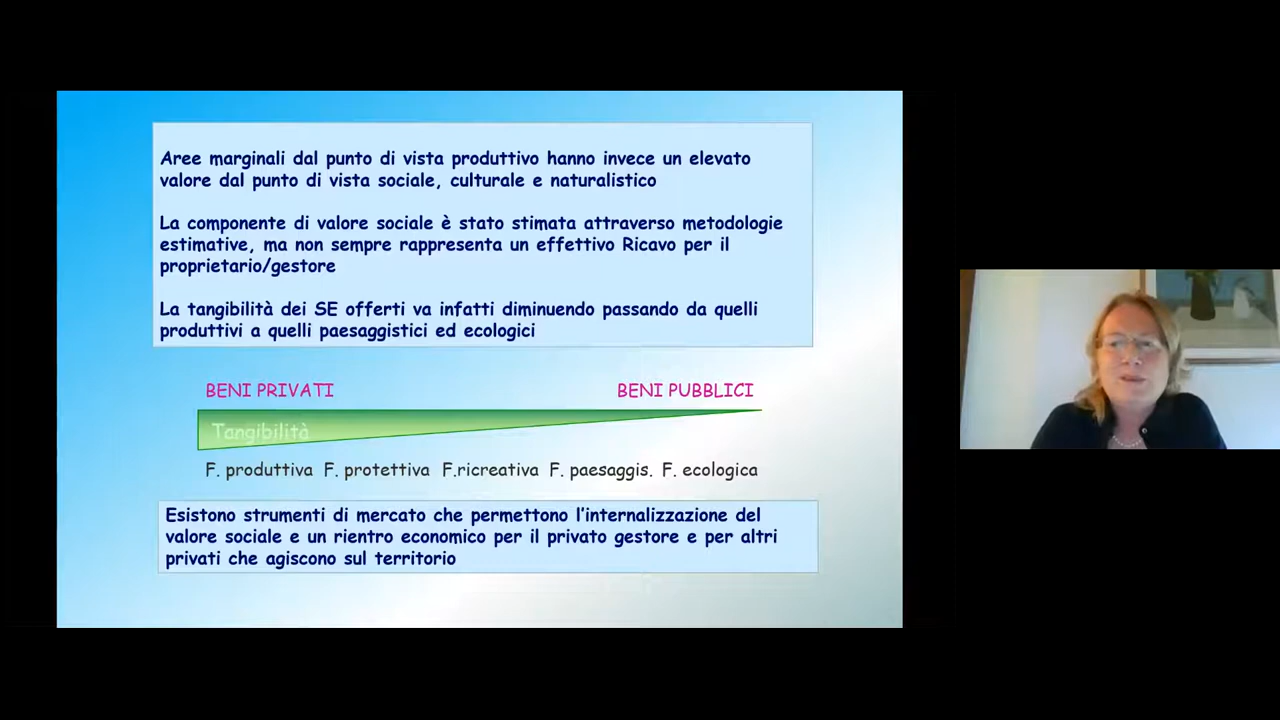 Aree marginali dal punto di vista produttivo hanno invece un elevato
valore dal punto di vista sociale, culturale e naturalistico
La componente di valore sociale è stato stimata attraverso metodologie
estimative, ma non sempre rappresenta un effettivo Ricavo per il
proprietario/gestore
La tangibilità dei SE offerti va infatti diminuendo passando da quelli
produttivi a quelli paesaggistici ed ecologici
BENI PRIVATI BENI PUBBLICI
Tangibilità
F. produttiva F. protettiva F.ricreativa F. paesaggis. F. ecologica
Esistono strumenti di mercato che permettono l'internalizzazione del
valore sociale e un rientro economico per il privato gestore e per altri
privati che agiscono sul territorio